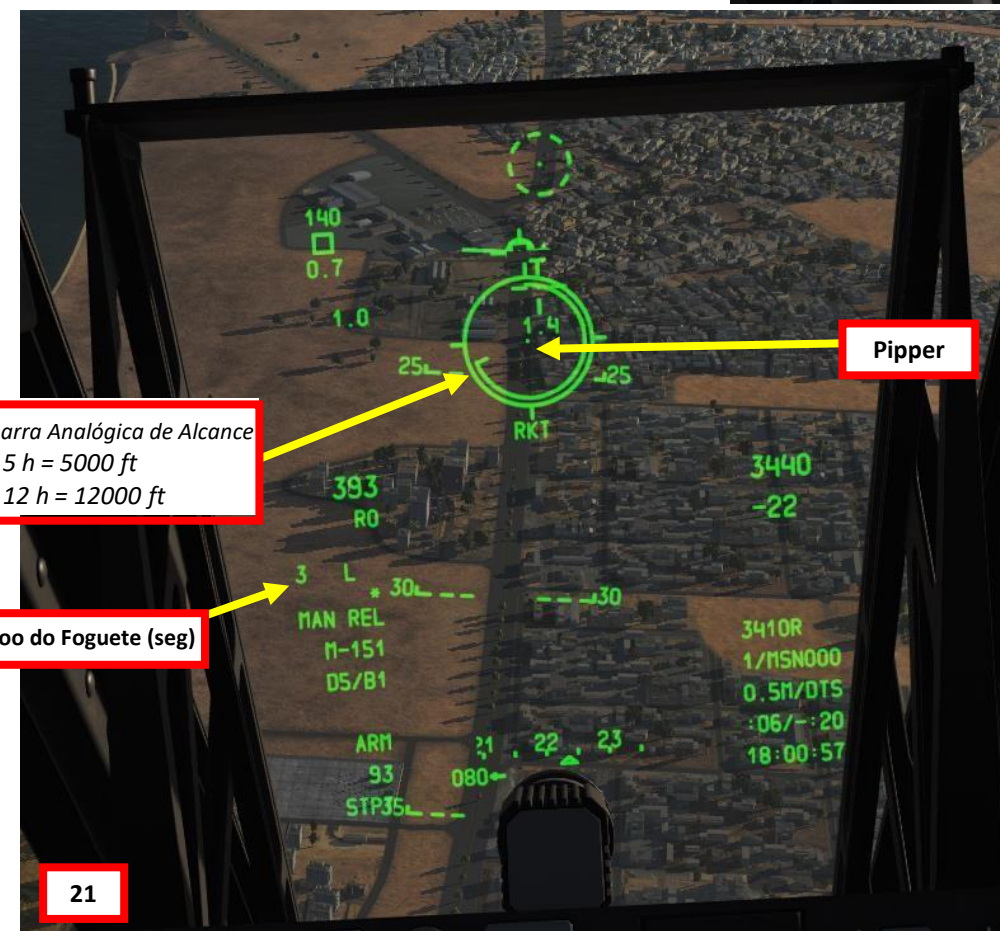 140
0.7
1.0
1.4
25 25
Pipper
RKT
arra Analógica de Alcance
5 h = 5000 ft
12 h = 12000 ft
393
RO
3440
-22
3 L
* 30 30
oo do Foguete (seg)
MAN REL
M-151
D5/B1
3410R
1/MSN000
0.5M/DTS
:06/-:20
18:00:57
ARM
93
21 . 22 . 23 .
080←
35
21